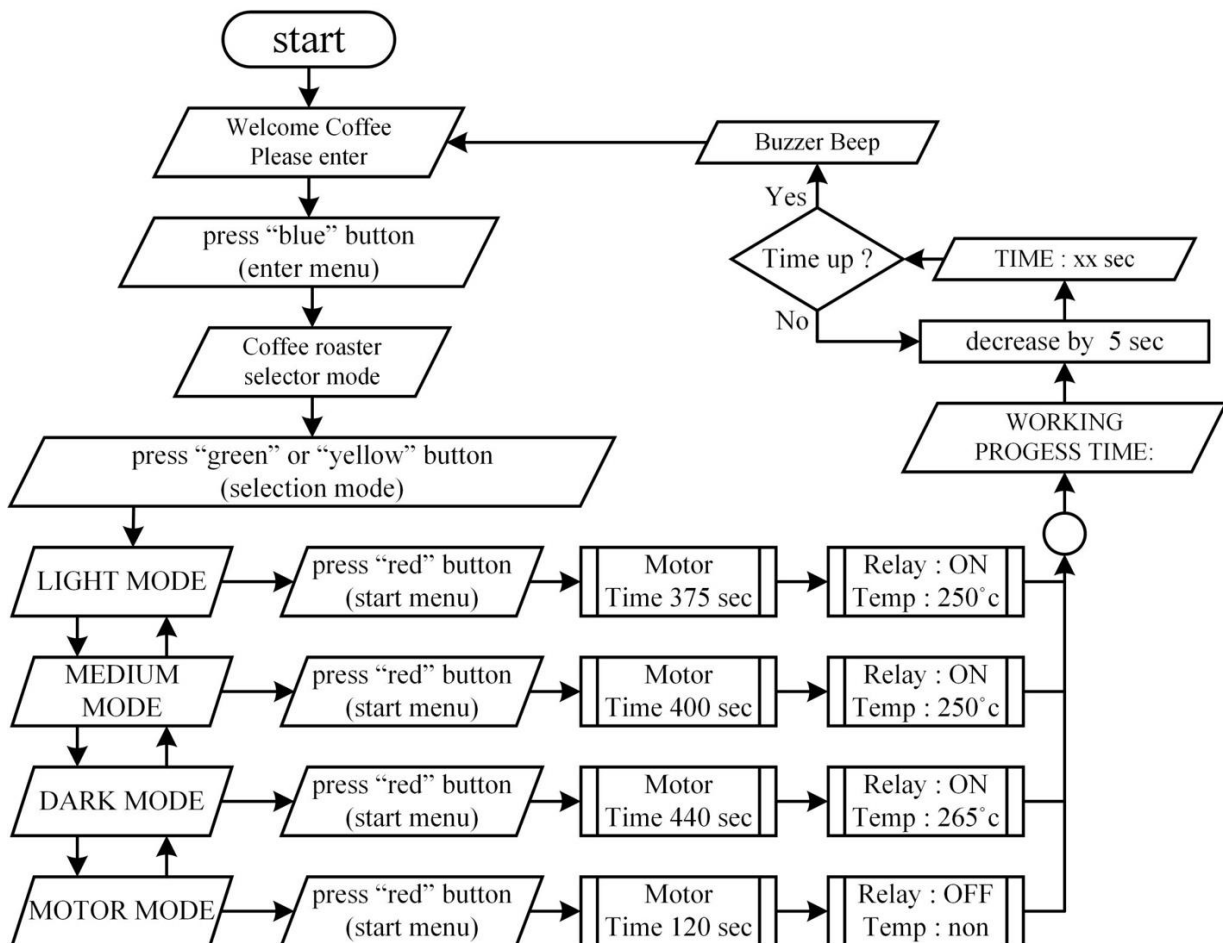 start
Welcome Coffee
Please enter
press “blue” button
(enter menu)
Coffee roaster
selector mode
press “green” or “yellow” button
(selection mode)
Buzzer Beep
Yes
Time up ?
No
TIME : xx sec
decrease by 5 sec
WORKING
PROGESS TIME:
LIGHT MODE
press “red” button
(start menu)
Motor
Time 375 sec
Relay : ON
Temp : 250°c
MEDIUM
MODE
press “red” button
(start menu)
Motor
Time 400 sec
Relay : ON
Temp : 250°c
DARK MODE
press “red” button
(start menu)
Motor
Time 440 sec
Relay : ON
Temp : 265°c
MOTOR MODE
press “red” button
(start menu)
Motor
Time 120 sec
Relay : OFF
Temp : non